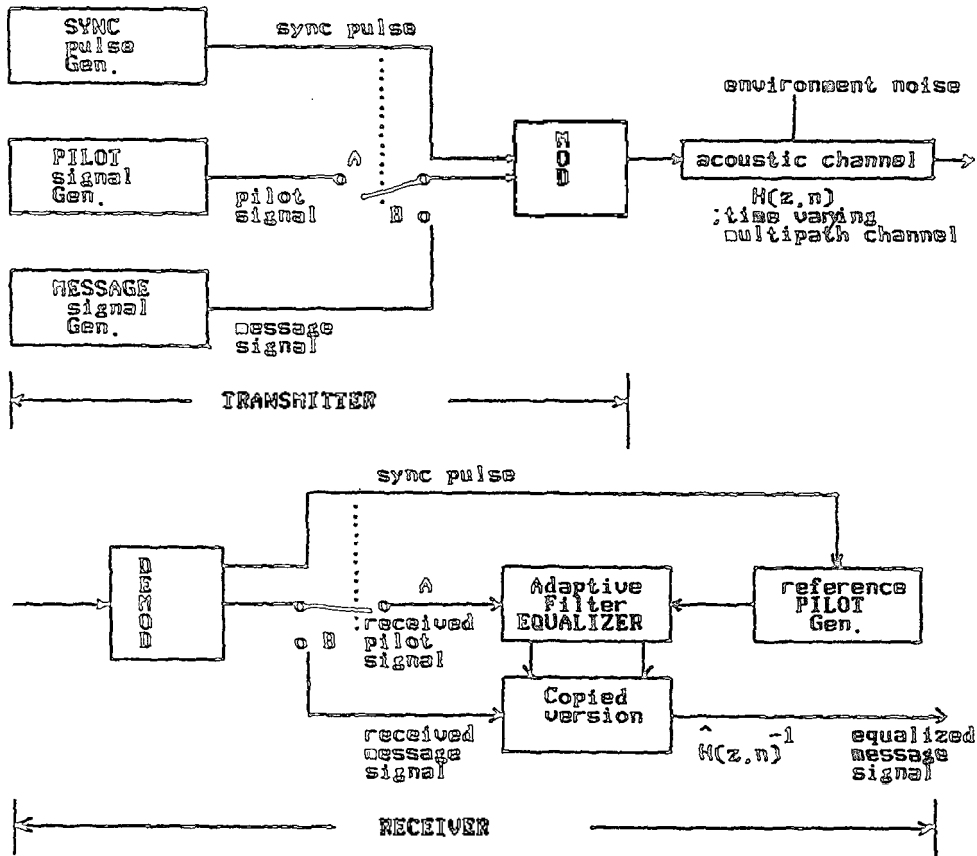 SYNC
pulse
Gen.
sync pulse
environment noise
PILOT
signal
Gen.
A
pilot
signal
B
MOD
acoustic channel
H(z,n)
;time varying
multipath channel
MESSAGE
signal
Gen.
message
signal
TRANSMITTER
sync pulse
DEMOD
A
B
received
pilot
signal
Adaptive
Filter
EQUALIZER
reference
PILOT
Gen.
received
message
signal
Copied
version
^
H(z,n)-1
equalized
message
signal
RECEIVER